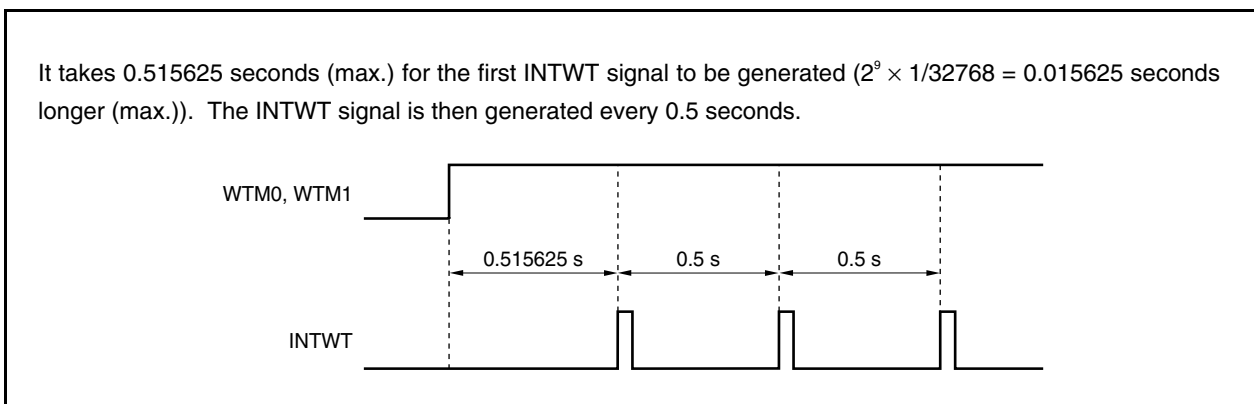 It takes 0.515625 seconds (max.) for the first INTWT signal to be generated (2⁹ × 1/32768 = 0.015625 seconds
longer (max.)).  The INTWT signal is then generated every 0.5 seconds.
WTM0, WTM1
0.515625 s
0.5 s
0.5 s
INTWT